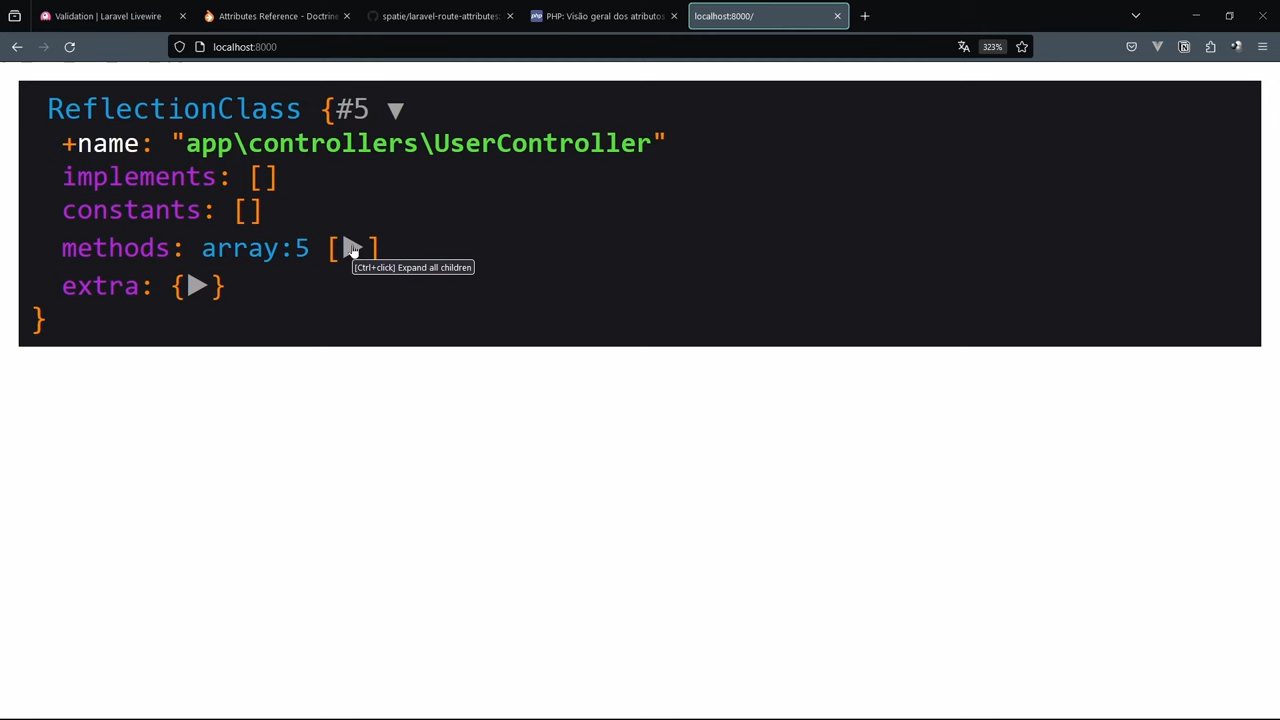 Validation | Laravel Livewire
Attributes Reference - Doctrine
spatie/laravel-route-attributes:
PHP: Visão geral dos atributos
localhost:8000/
localhost:8000
323%
ReflectionClass {#5 ▼
+name: "app\controllers\UserController"
implements: []
constants: []
methods: array:5 [▶]
[Ctrl+click] Expand all children
extra: {▶}
}